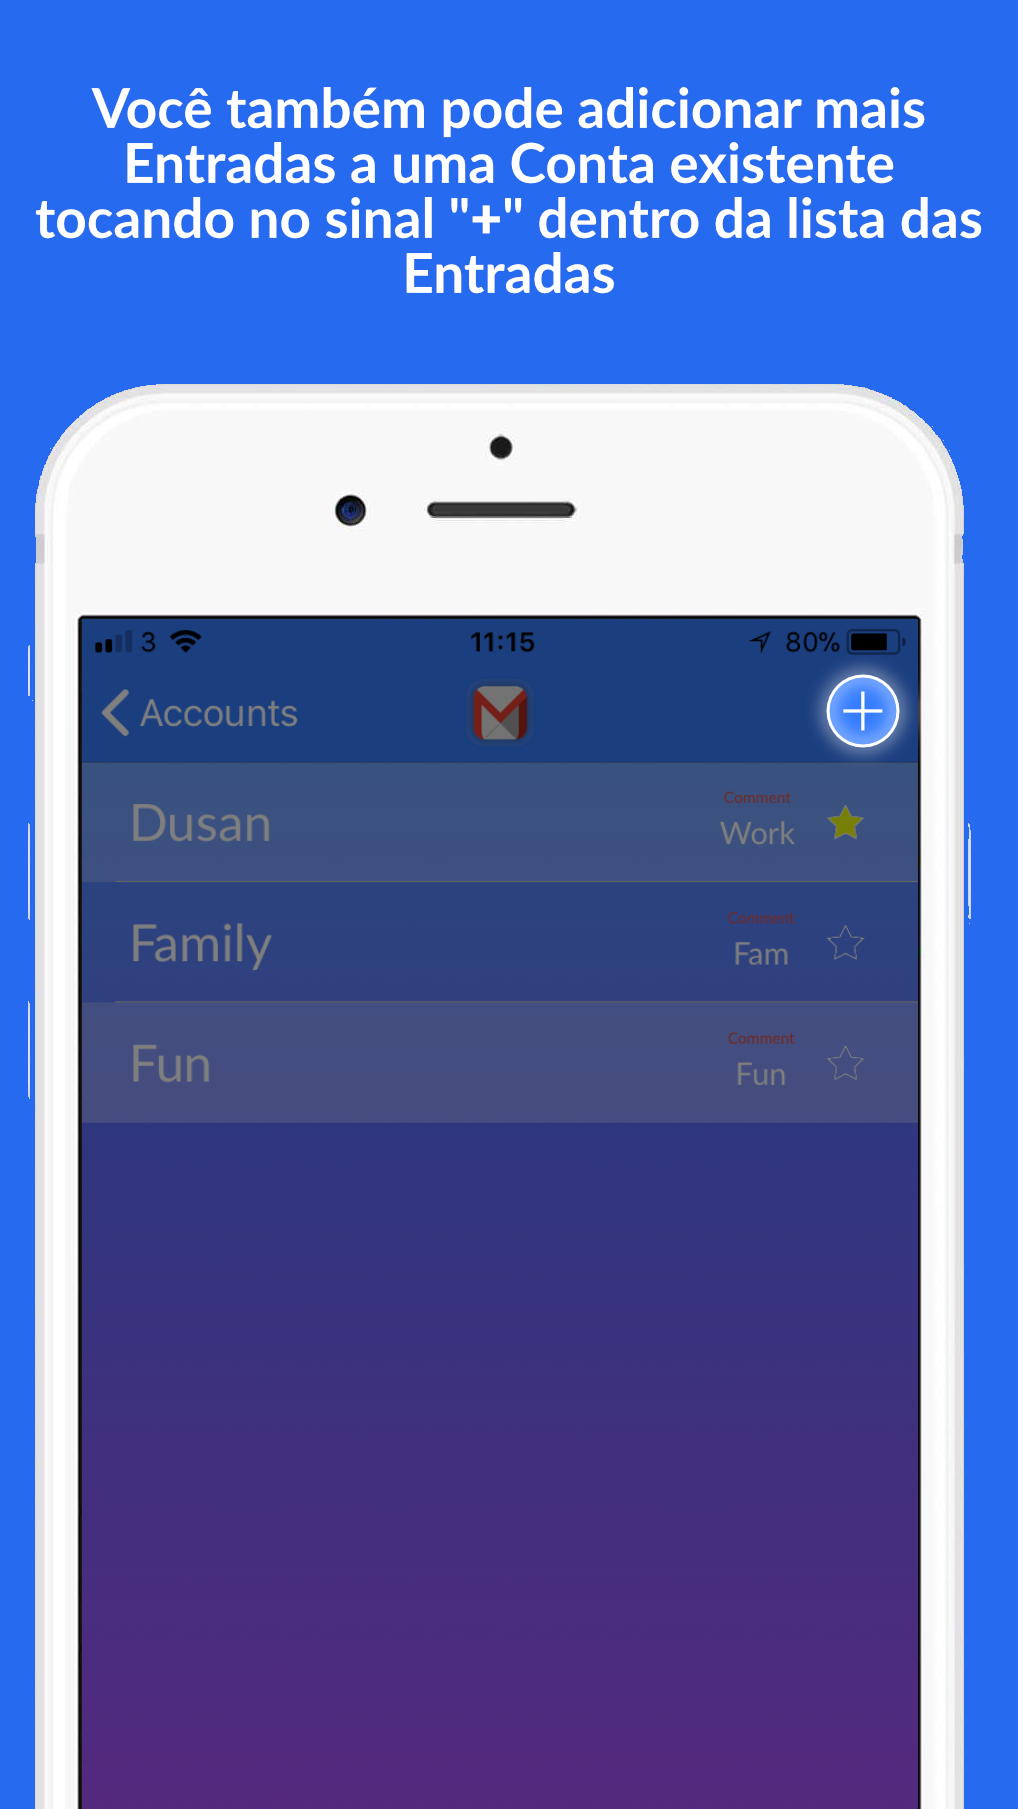 Você também pode adicionar mais
Entradas a uma Conta existente
tocando no sinal "+" dentro da lista das
Entradas
3 11:15 80%
Accounts
Comment
Dusan Work
Comment
Family Fam
Comment
Fun Fun